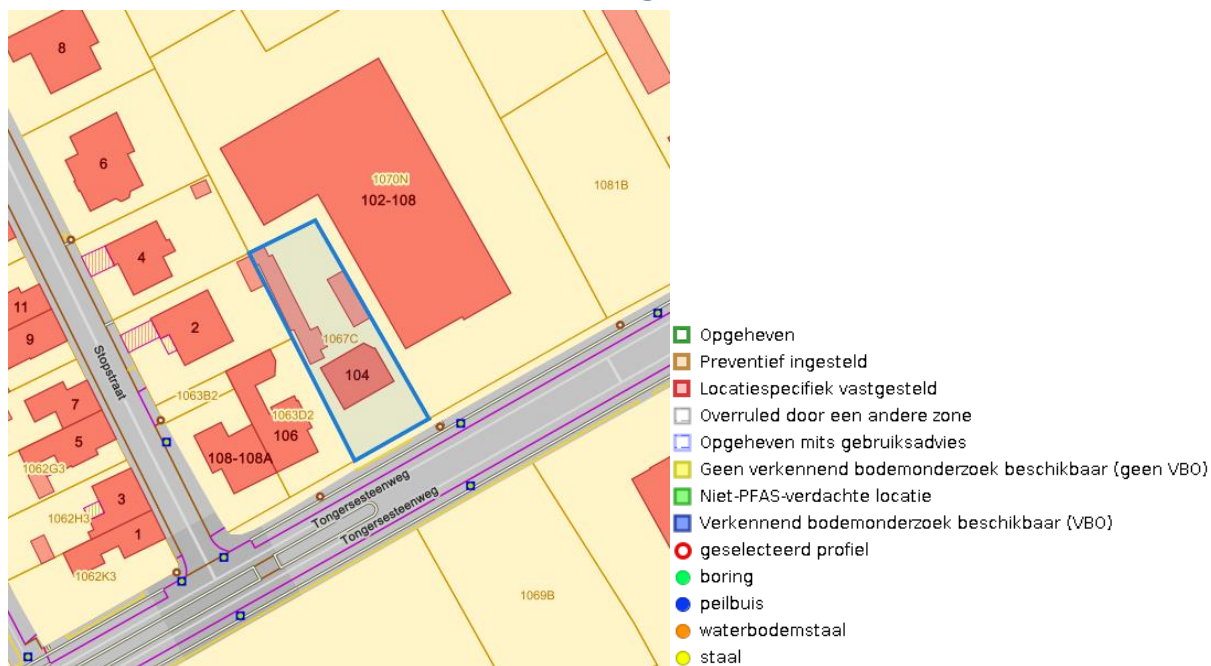 8
6
1070N
102-108
1081B
4
11
9
2
Stopstraat
1067C
104
7
1063B2
1063D2
5
106
108-108A
1062G3
3
1062H3
1
1062K3
Tongersesteenweg
Tongersesteenweg
1069B
Opgeheven
Preventief ingesteld
Locatiespecifiek vastgesteld
Overruled door een andere zone
Opgeheven mits gebruiksadvies
Geen verkennend bodemonderzoek beschikbaar (geen VBO)
Niet-PFAS-verdachte locatie
Verkennend bodemonderzoek beschikbaar (VBO)
geselecteerd profiel
boring
peilbuis
waterbodemstaal
staal